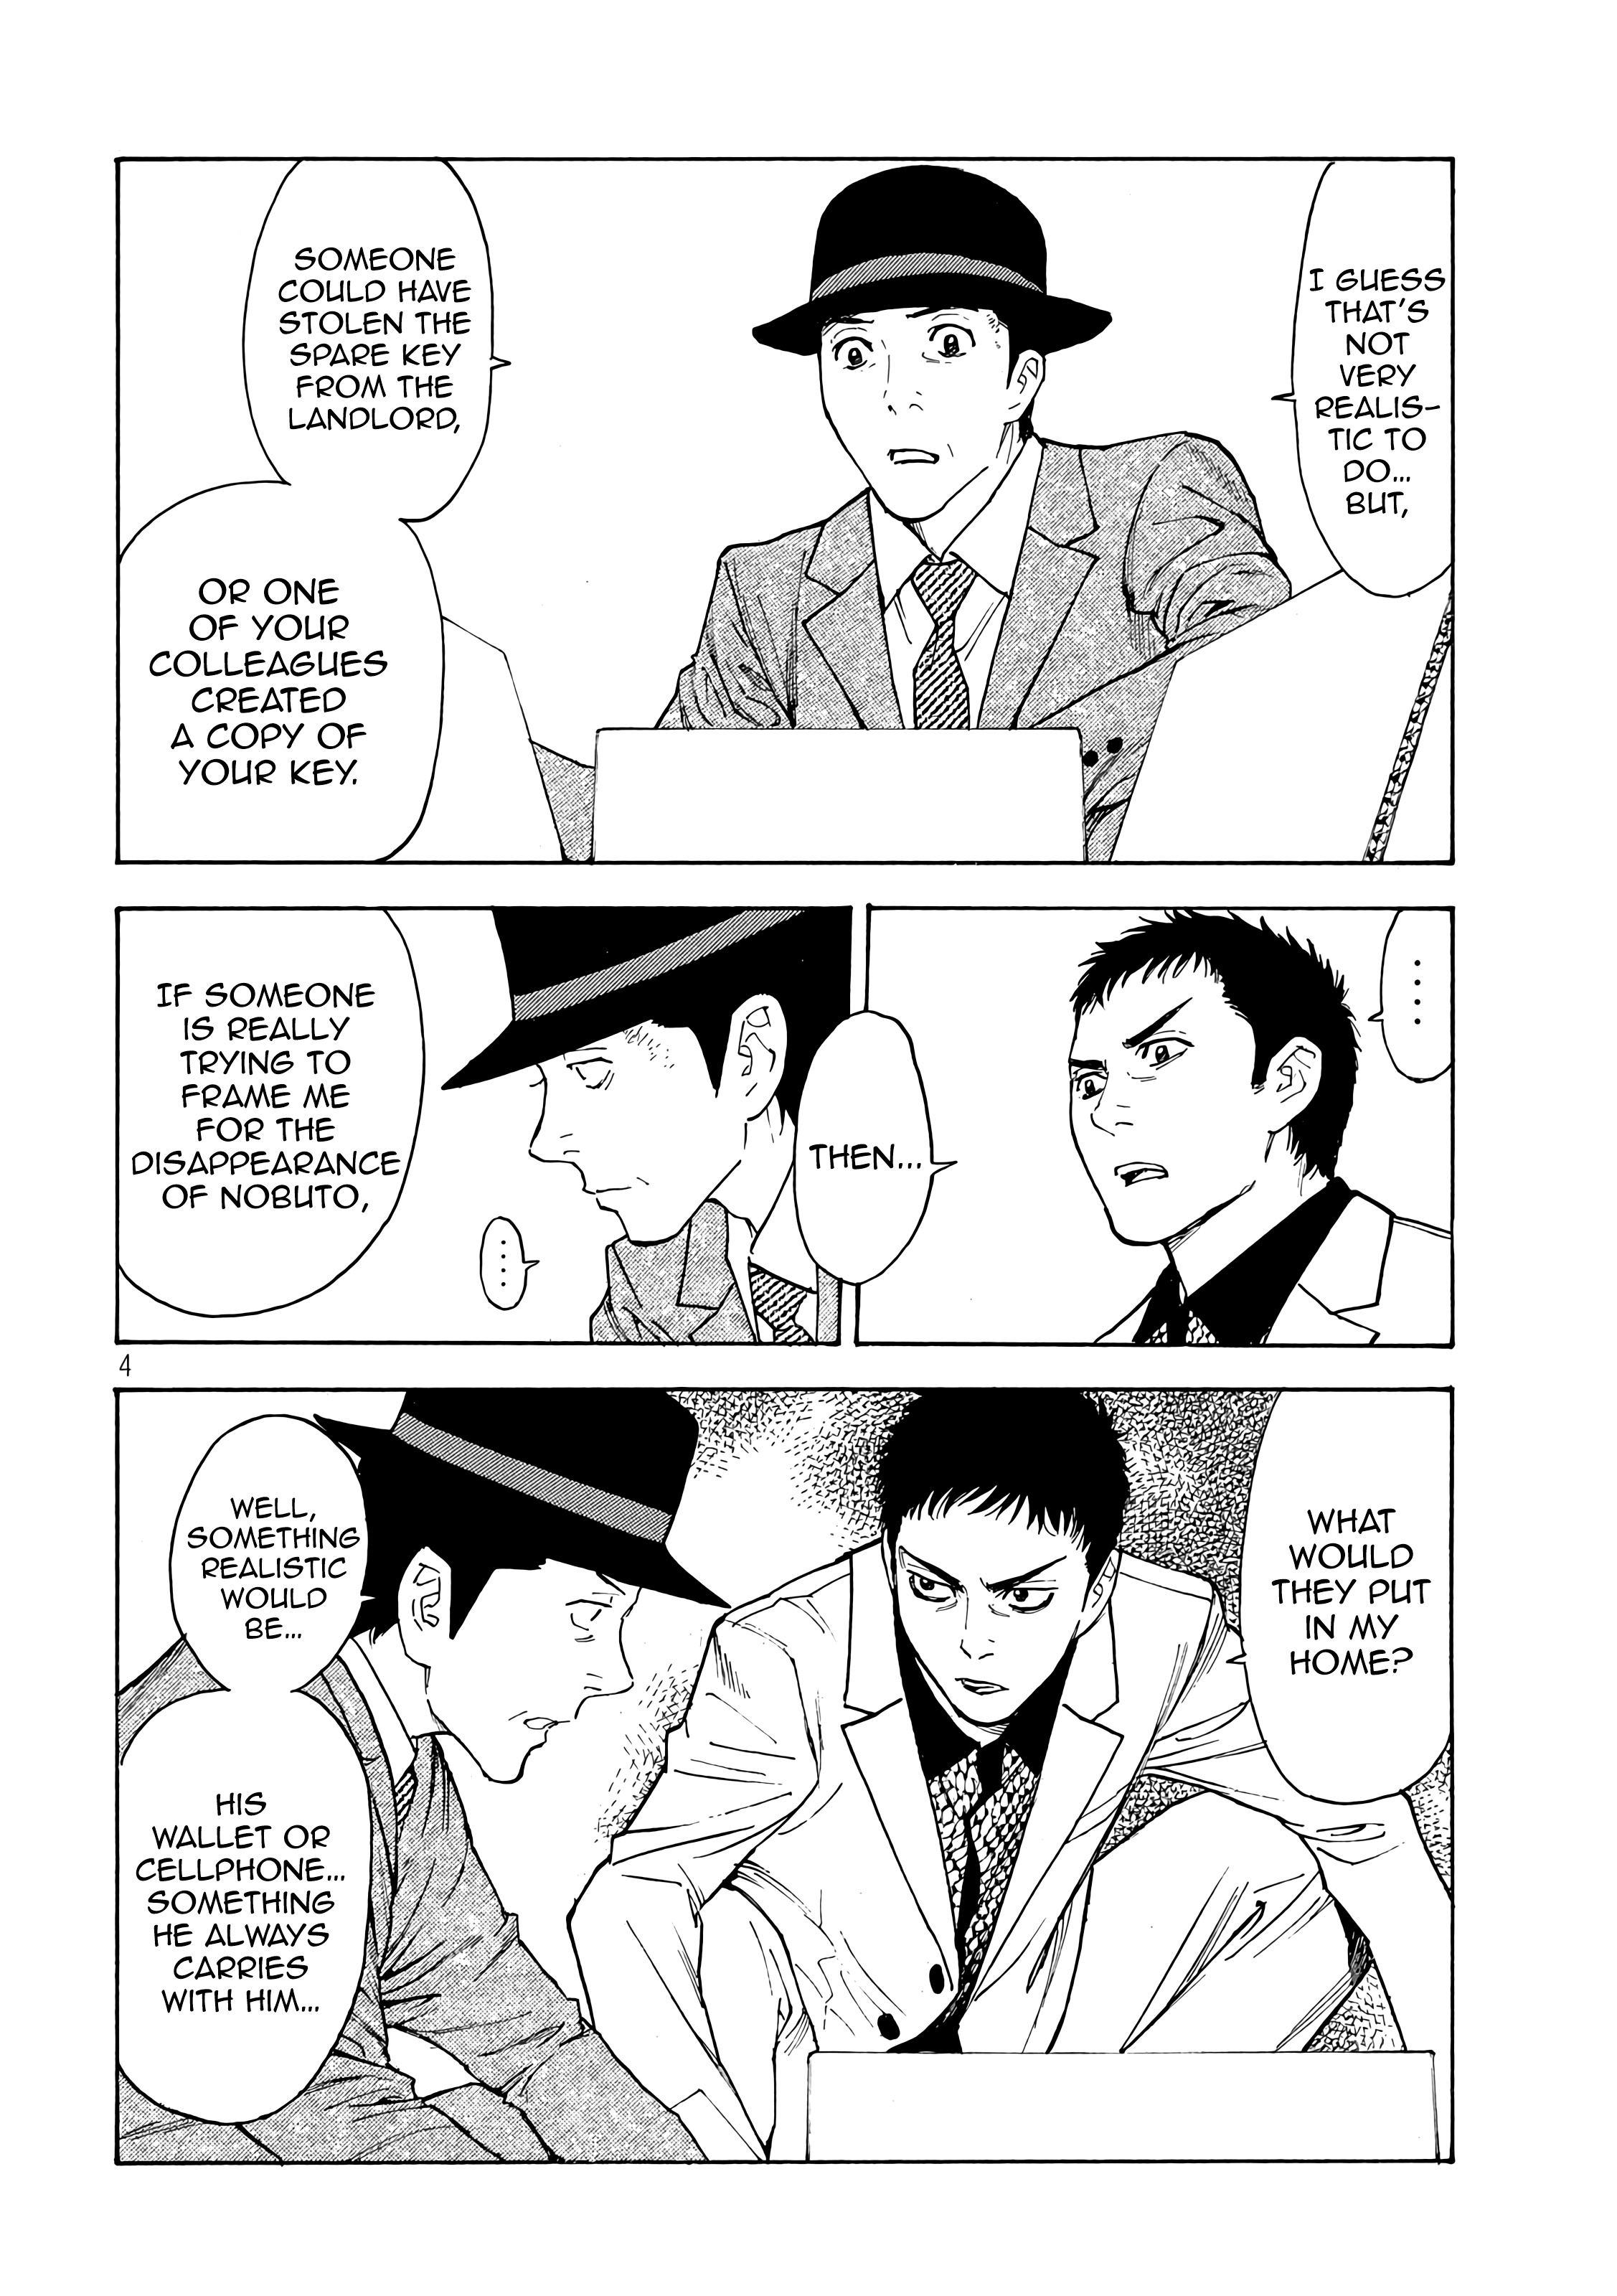 I GUESS
THAT'S
NOT
VERY
REALIS-
TIC TO
DO...
BUT,
SOMEONE
COULD HAVE
STOLEN THE
SPARE KEY
FROM THE
LANDLORD,
OR ONE
OF YOUR
COLLEAGUES
CREATED
A COPY OF
YOUR KEY.
....
THEN...
IF SOMEONE
IS REALLY
TRYING TO
FRAME ME
FOR THE
DISAPPEARANCE
OF NOBUTO,
....
4
WHAT
WOULD
THEY PUT
IN MY
HOME?
WELL,
SOMETHING
REALISTIC
WOULD
BE...
HIS
WALLET OR
CELLPHONE...
SOMETHING
HE ALWAYS
CARRIES
WITH HIM...